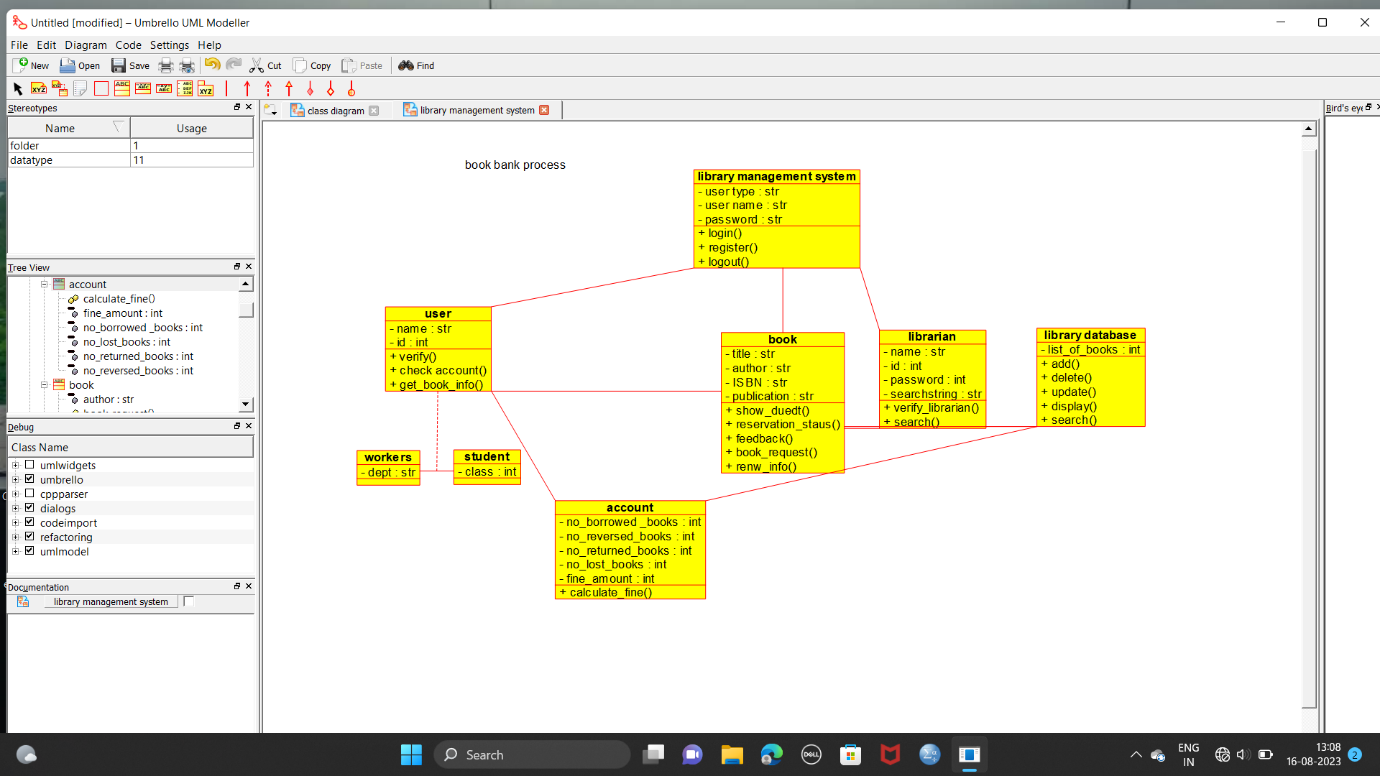 Untitled [modified] – Umbrello UML Modeller
File Edit Diagram Code Settings Help
New Open Save Cut Copy Paste Find
Stereotypes
Name Usage
folder 1
datatype 11
Tree View
account
calculate_fine()
fine_amount : int
no_borrowed _books : int
no_lost_books : int
no_returned_books : int
no_reversed_books : int
book
author : str
book_request()
Debug
Class Name
umlwidgets
umbrello
cppparser
dialogs
codeimport
refactoring
umlmodel
Documentation
library management system
class diagram library management system
Bird's eye
book bank process
library management system
- user type : str
- user name : str
- password : str
+ login()
+ register()
+ logout()
user
- name : str
- id : int
+ verify()
+ check account()
+ get_book_info()
book
- title : str
- author : str
- ISBN : str
- publication : str
+ show_duedt()
+ reservation_staus()
+ feedback()
+ book_request()
+ renw_info()
librarian
- name : str
- id : int
- password : int
- searchstring : str
+ verify_librarian()
+ search()
library database
- list_of_books : int
+ add()
+ delete()
+ update()
+ display()
+ search()
workers
- dept : str
student
- class : int
account
- no_borrowed _books : int
- no_reversed_books : int
- no_returned_books : int
- no_lost_books : int
- fine_amount : int
+ calculate_fine()
Search
DELL
ENG
IN
13:08
16-08-2023
2